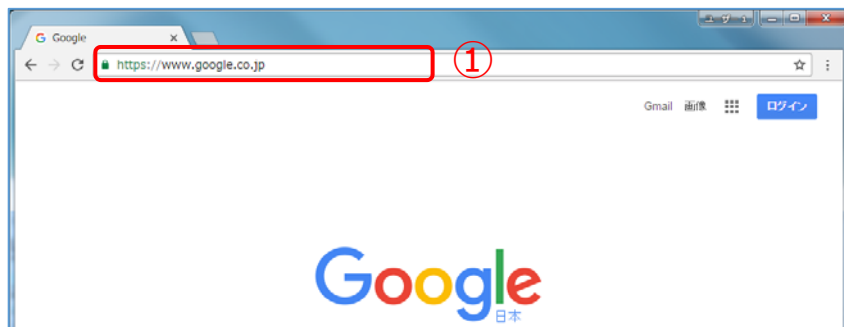 Google
https://www.google.co.jp
①
Gmail 画像 ログイン
Google
日本